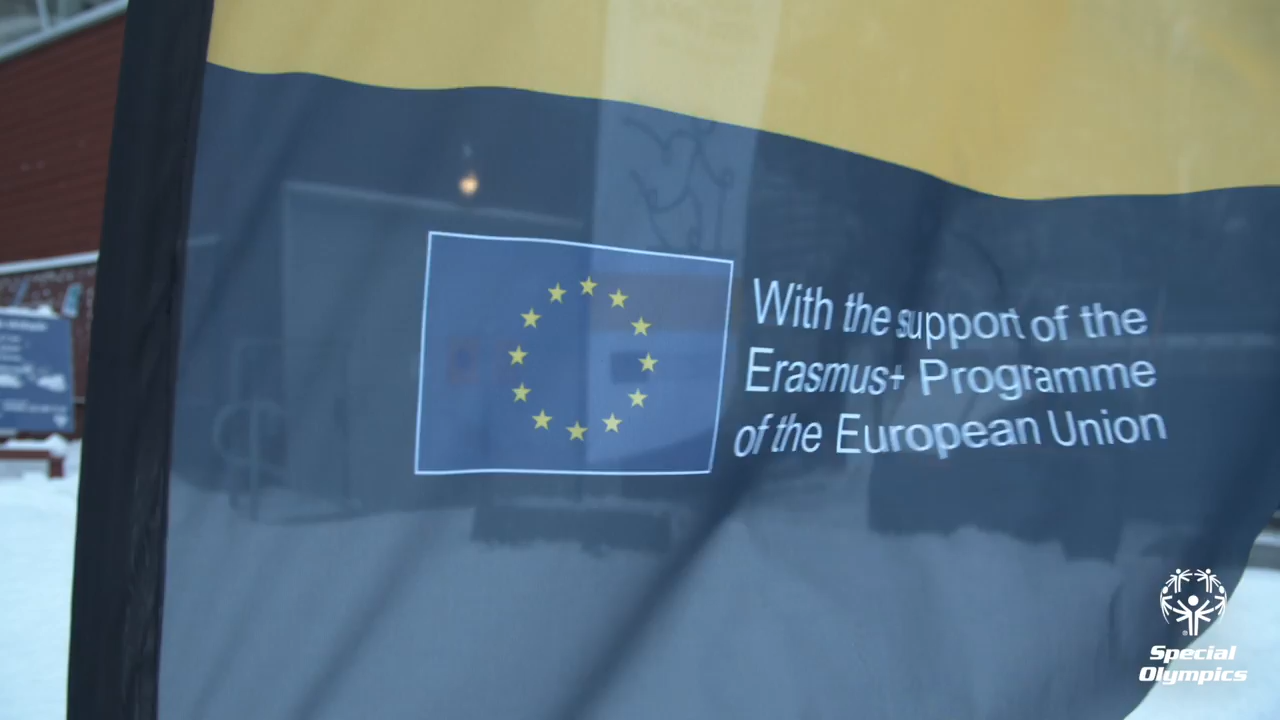 With the support of the
Erasmus+ Programme
of the European Union
Special
Olympics